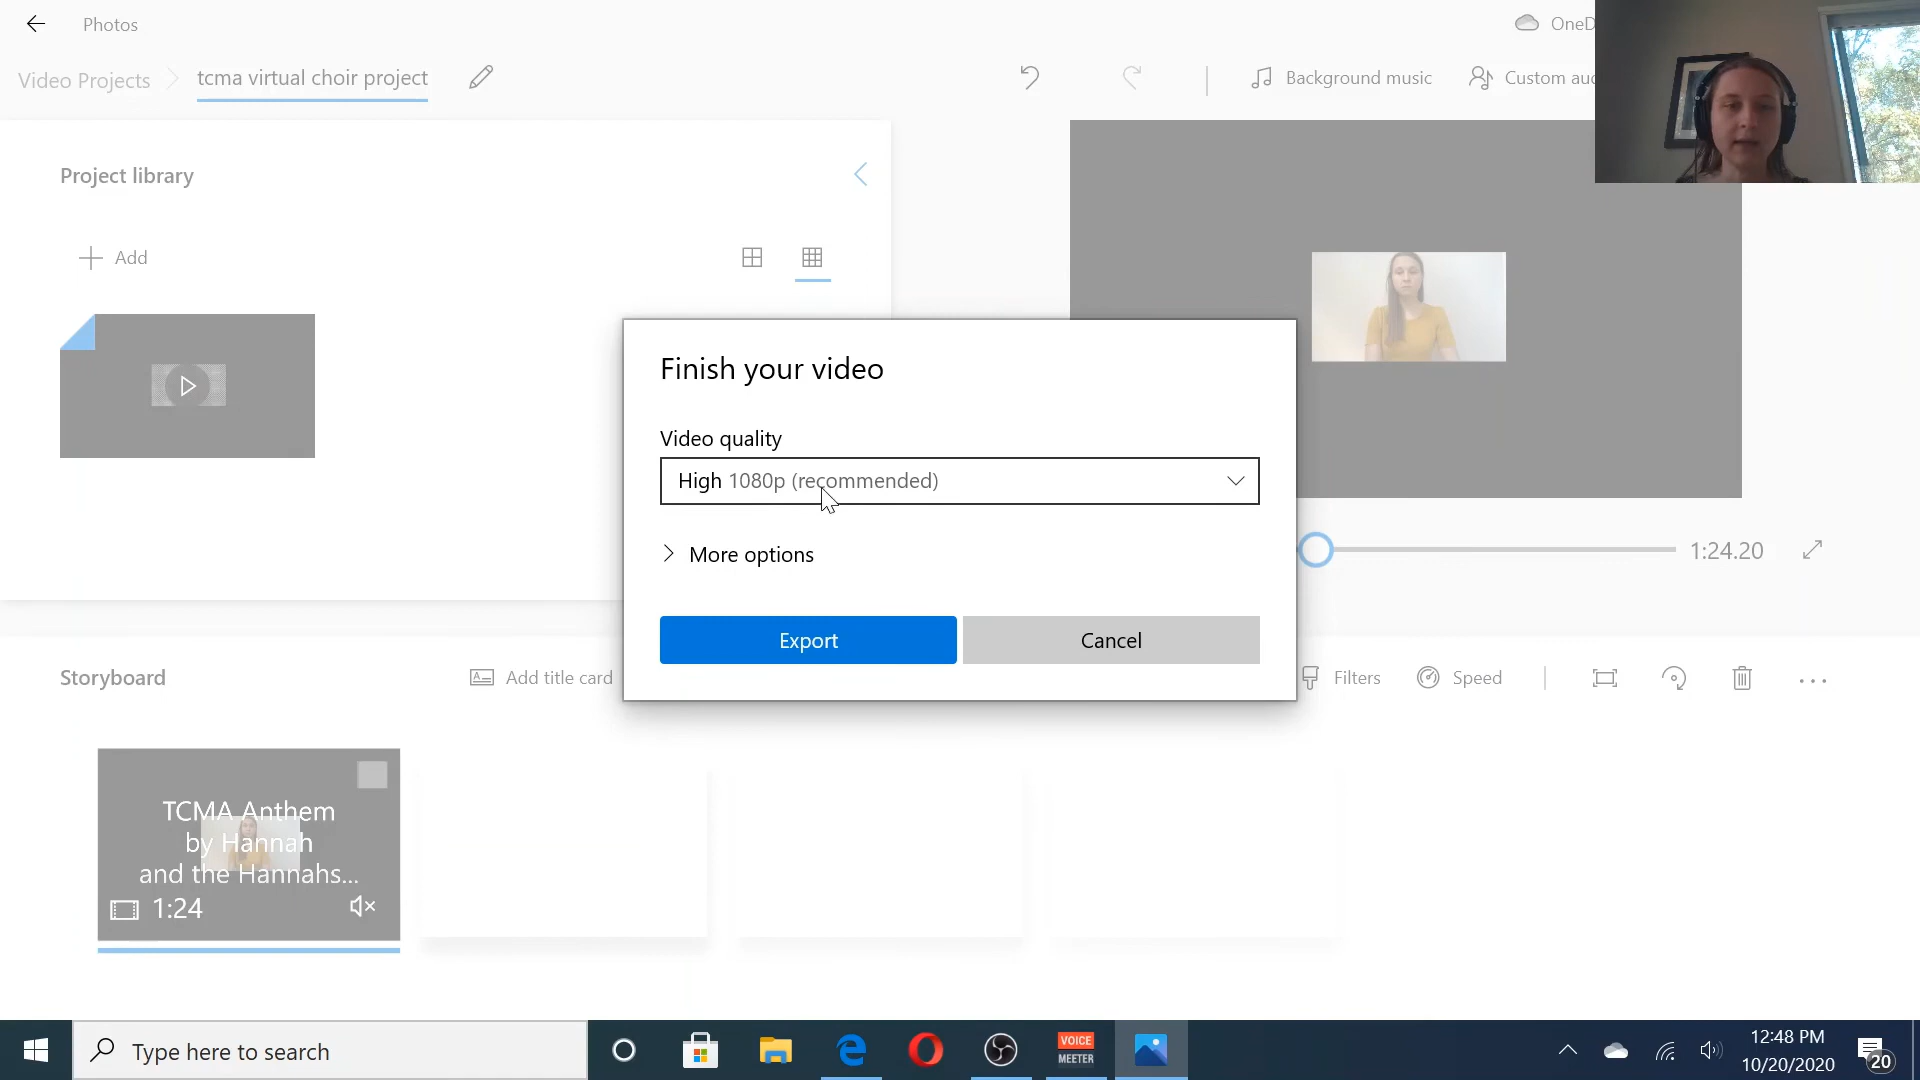 Photos
OneD
Video Projects
tcma virtual choir project
Background music
Custom aud
Project library
Add
Finish your video
Video quality
High 1080p (recommended)
More options
Export
Cancel
1:24.20
Storyboard
Add title card
Filters
Speed
TCMA Anthem
by Hannah
and the Hannahs...
1:24
Type here to search
VOICE
MEETER
12:48 PM
10/20/2020
20